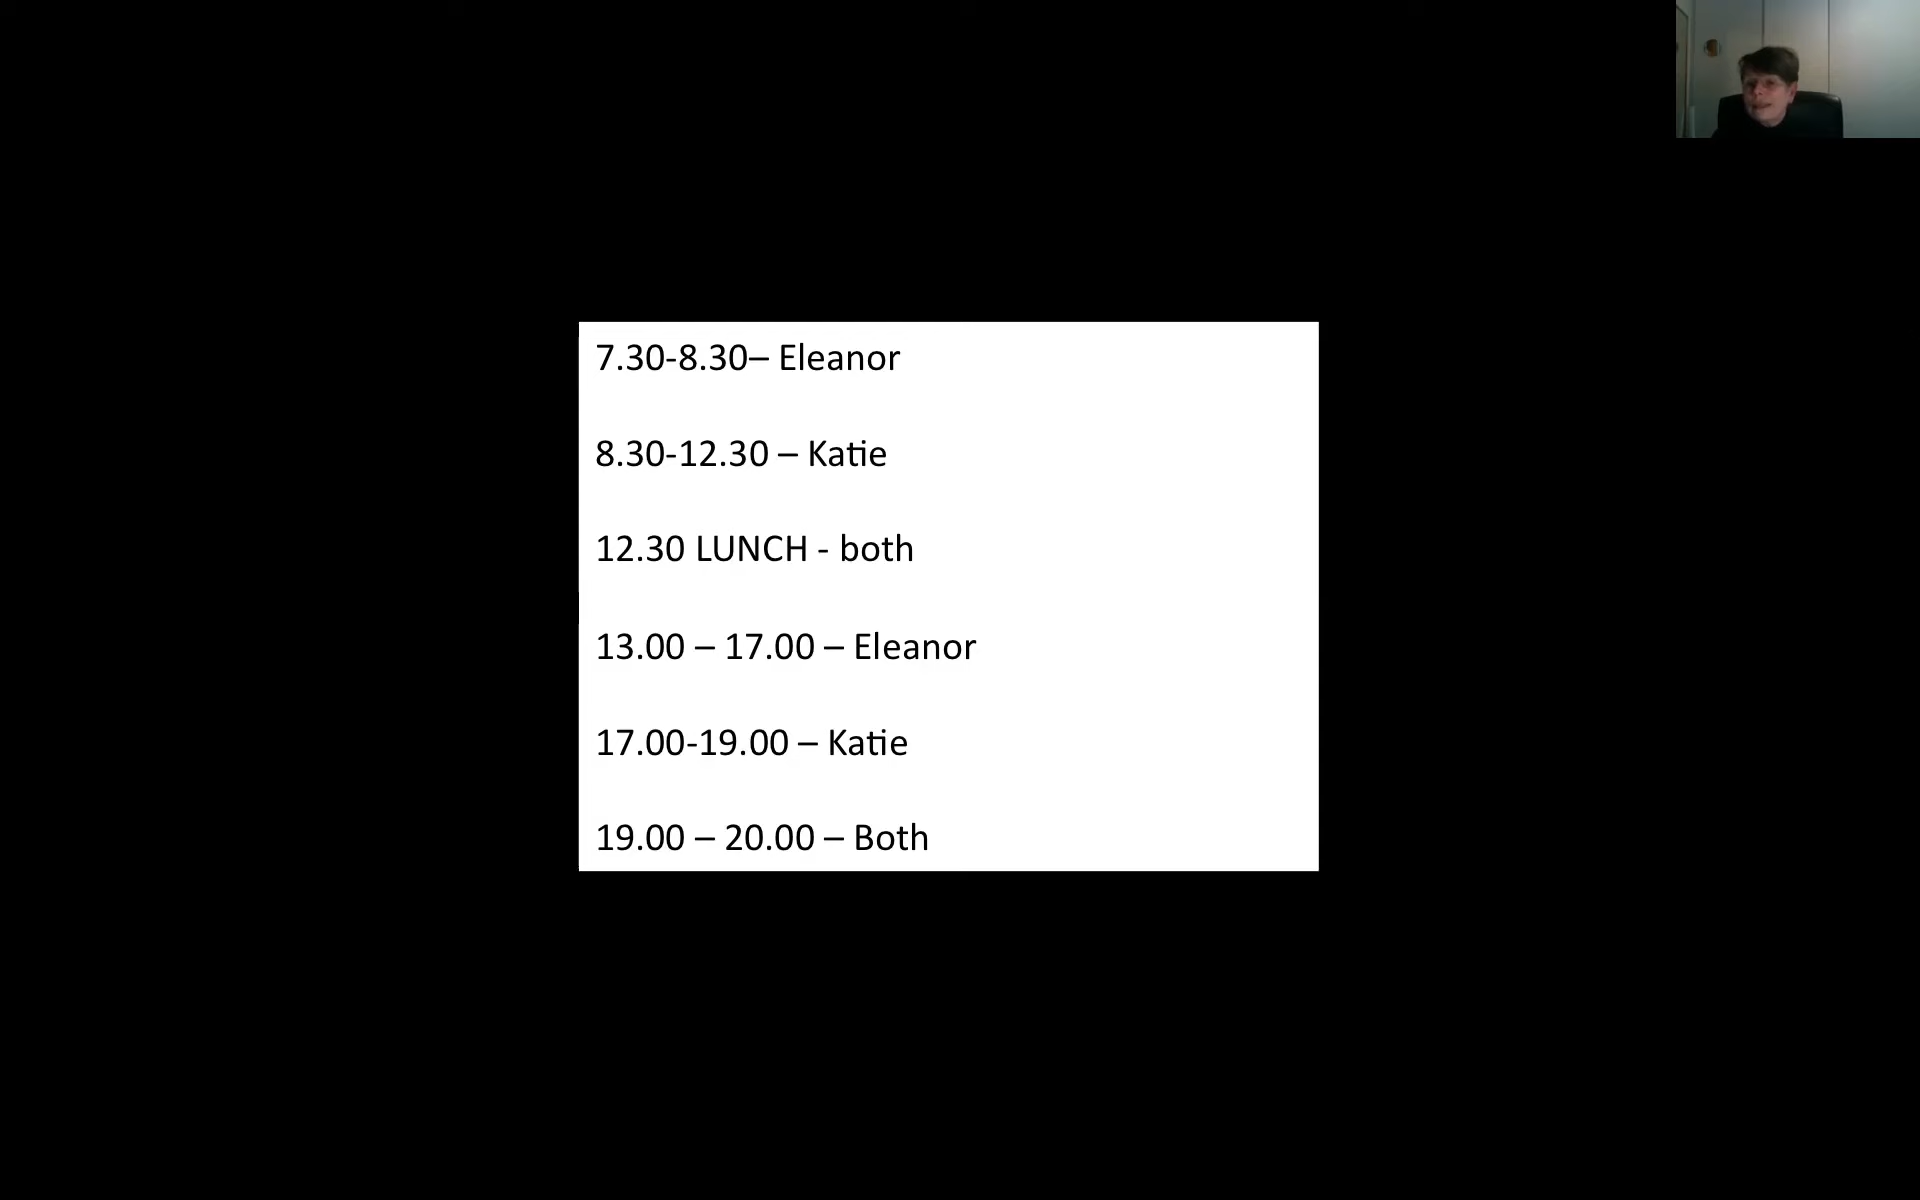 7.30-8.30– Eleanor
8.30-12.30 – Katie
12.30 LUNCH - both
13.00 – 17.00 – Eleanor
17.00-19.00 – Katie
19.00 – 20.00 – Both